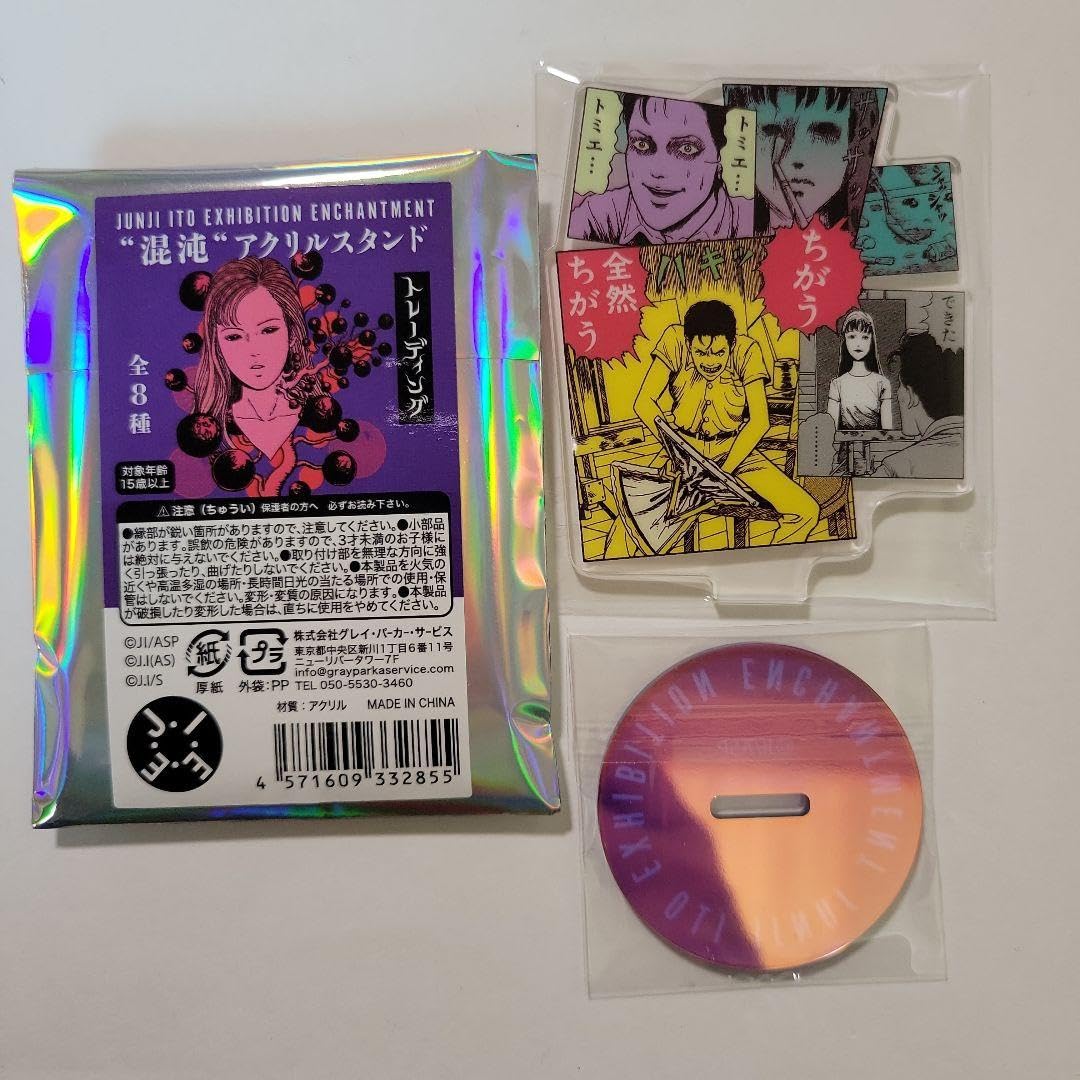 JUNJI ITO EXHIBITION ENCHANTMENT
“混沌“アクリルスタンド
トレーディング
全8種
対象年齢
15歳以上
⚠注意（ちゅうい）保護者の方へ 必ずお読み下さい。
●縁部が鋭い箇所がありますので、注意してください。●小部品
があります。誤飲の危険がありますので、3才未満のお子様に
は絶対に与えないでください。●取り付け部を無理な方向に強
く引っ張ったり、曲げたりしないでください。●本製品を火気の
近くや高温多湿の場所・長時間日光の当たる場所での使用・保
管はしないでください。変形・変質の原因になります。●本製品
が破損したり変形した場合は、直ちに使用をやめてください。
©JI/ASP
©J.I(AS)
©J.I/S
紙
厚紙
プラ
外袋:PP
株式会社グレイ・パーカー・サービス
東京都中央区新川1丁目6番11号
ニューリバータワー7F
info@grayparkaservice.com
TEL 050-5530-3460
材質：アクリル MADE IN CHINA
J・I・E・E
4 571609 332855
トミエ…
トミエ…
ちがう
全然
ちがう
バキッ
できた
………
JUNJI ITO EXHIBITION ENCHANTMENT